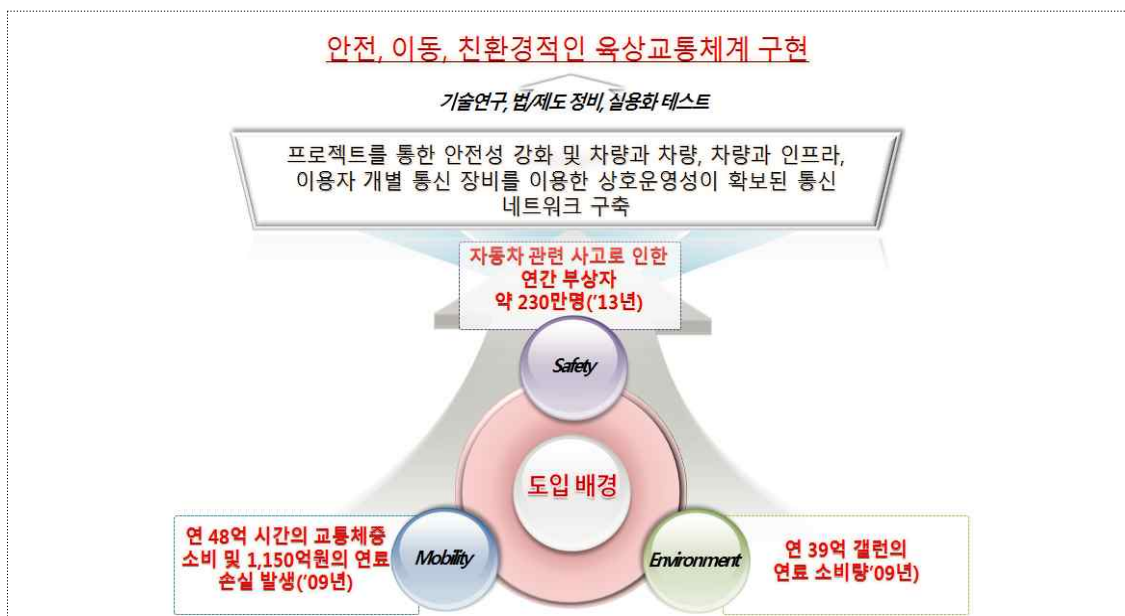 안전, 이동, 친환경적인 육상교통체계 구현
기술연구, 법/제도 정비, 실용화 테스트
프로젝트를 통한 안전성 강화 및 차량과 차량, 차량과 인프라,
이용자 개별 통신 장비를 이용한 상호운영성이 확보된 통신
네트워크 구축
자동차 관련 사고로 인한
연간 부상자
약 230만명('13년)
Safety
도입 배경
연 48억 시간의 교통체증
소비 및 1,150억원의 연료
손실 발생('09년)
Mobility
Environment
연 39억 갤런의
연료 소비량'09년)